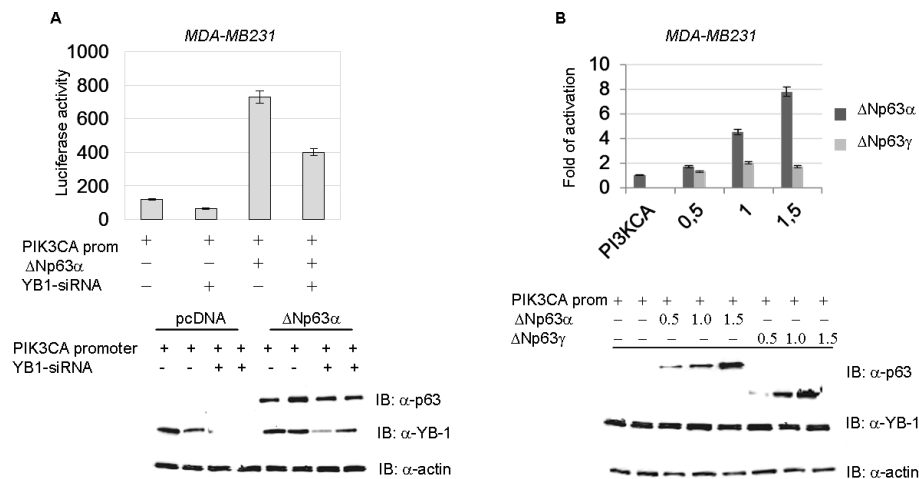 A
MDA-MB231
Luciferase activity
1000
800
600
400
200
0
PIK3CA prom + + + +
ΔNp63α – – + +
YB1-siRNA – + – +
pcDNA ΔNp63α
PIK3CA promoter + + + + + + + +
YB1-siRNA - - + + - - + +
IB: α-p63
IB: α-YB-1
IB: α-actin
B
MDA-MB231
Fold of activation
10
8
6
4
2
0
PI3KCA 0,5 1 1,5
ΔNp63α
ΔNp63γ
PIK3CA prom + + + + + + + +
ΔNp63α – – 0.5 1.0 1.5 – – –
ΔNp63γ – – – – – 0.5 1.0 1.5
IB: α-p63
IB: α-YB-1
IB: α-actin